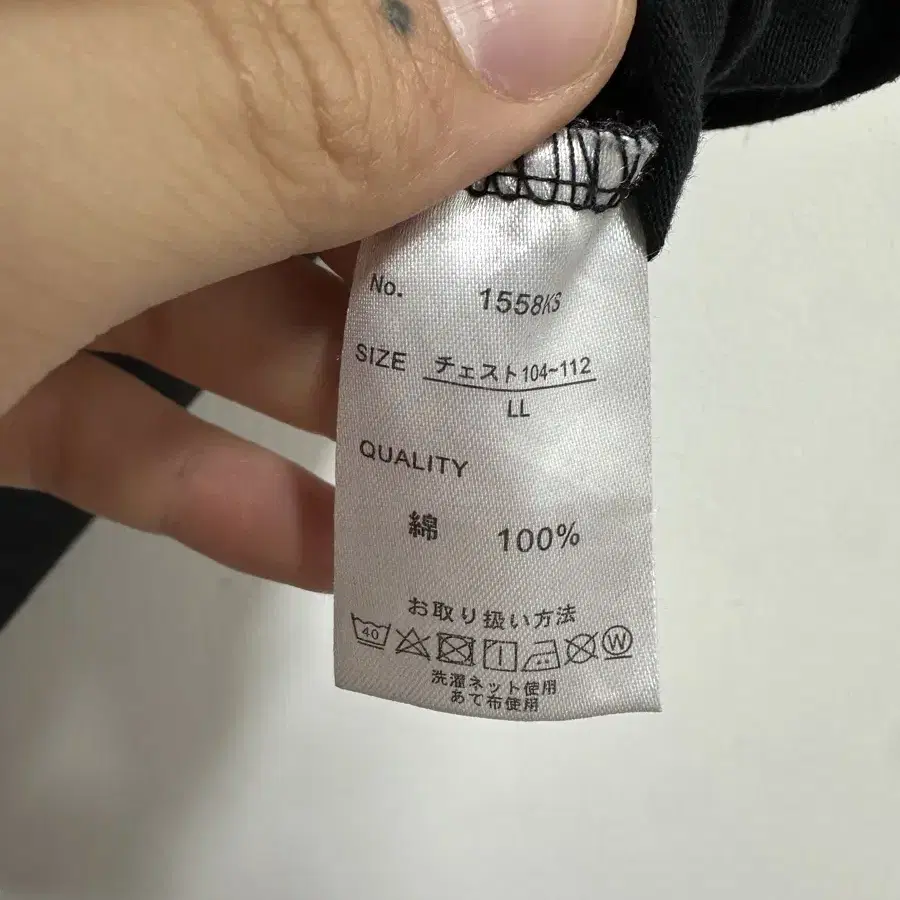 No. 1558KS
SIZE チェスト104~112
LL
QUALITY
綿 100%
お取り扱い方法
40 W
洗濯ネット使用
あて布使用